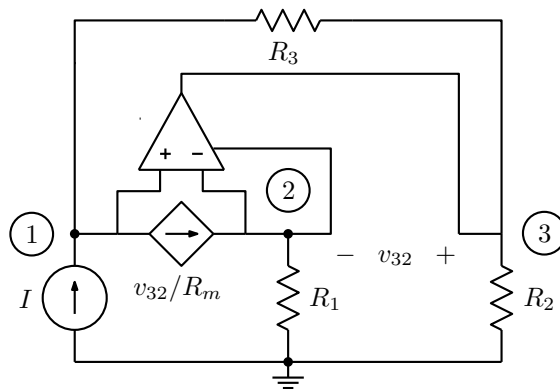 R₃
+ −
2
1
3
− v₃₂ +
I
v₃₂/Rₘ
R₁
R₂